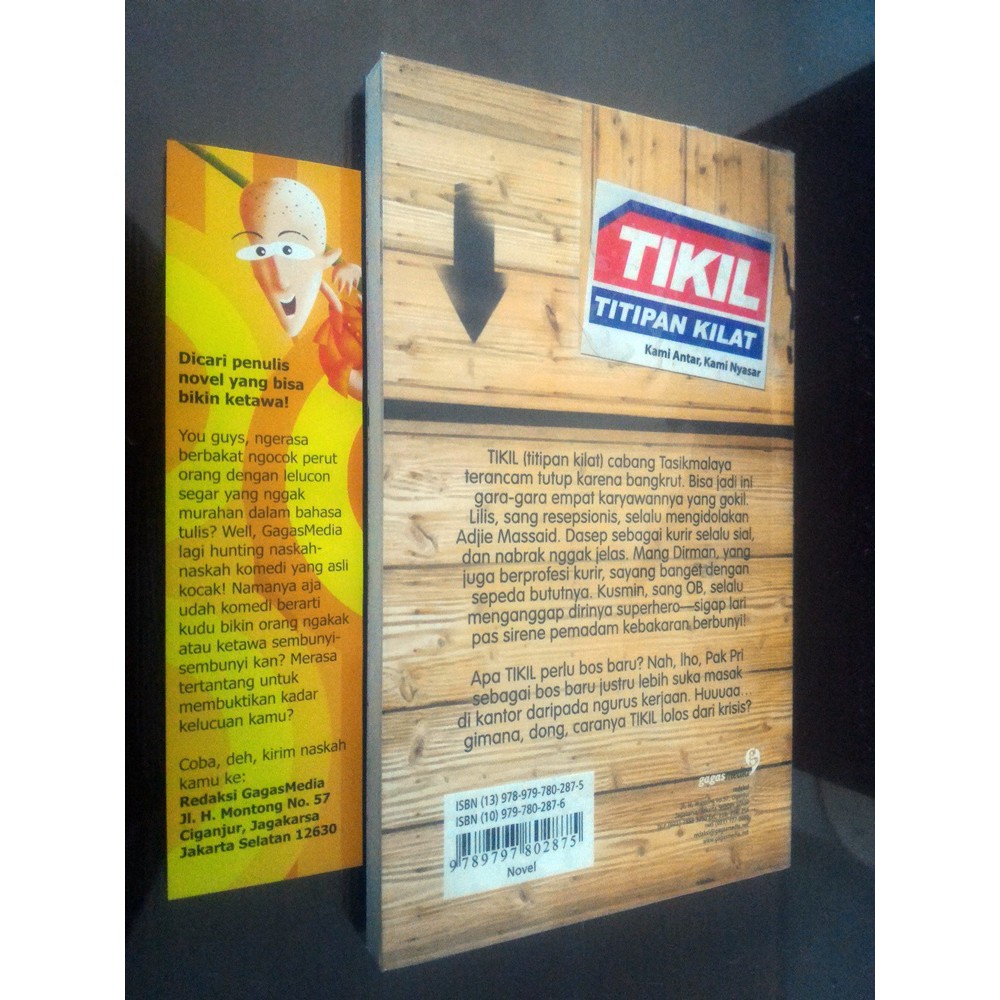 Dicari penulis
novel yang bisa
bikin ketawa!
You guys, ngerasa
berbakat ngocok perut
orang dengan lelucon
segar yang nggak
murahan dalam bahasa
tulis? Well, GagasMedia
lagi hunting naskah-
naskah komedi yang asli
kocak! Namanya aja
udah komedi berarti
kudu bikin orang ngakak
atau ketawa sembunyi-
sembunyi kan? Merasa
tertantang untuk
membuktikan kadar
kelucuan kamu?
Coba, deh, kirim naskah
kamu ke:
Redaksi GagasMedia
Jl. H. Montong No. 57
Ciganjur, Jagakarsa
Jakarta Selatan 12630
TIKIL
TITIPAN KILAT
Kami Antar, Kami Nyasar
TIKIL (titipan kilat) cabang Tasikmalaya
terancam tutup karena bangkrut. Bisa jadi ini
gara-gara empat karyawannya yang gokil.
Lilis, sang resepsionis, selalu mengidolakan
Adjie Massaid. Dasep sebagai kurir selalu sial,
dan nabrak nggak jelas. Mang Dirman, yang
juga berprofesi kurir, sayang banget dengan
sepeda bututnya. Kusmin, sang OB, selalu
menganggap dirinya superhero—sigap lari
pas sirene pemadam kebakaran berbunyi!
Apa TIKIL perlu bos baru? Nah, lho, Pak Pri
sebagai bos baru justru lebih suka masak
di kantor daripada ngurus kerjaan. Huuuaa...
gimana, dong, caranya TIKIL lolos dari krisis?
gagasmedia
ISBN (13) 978-979-780-287-5
ISBN (10) 979-780-287-6
9 789797 802875
Novel